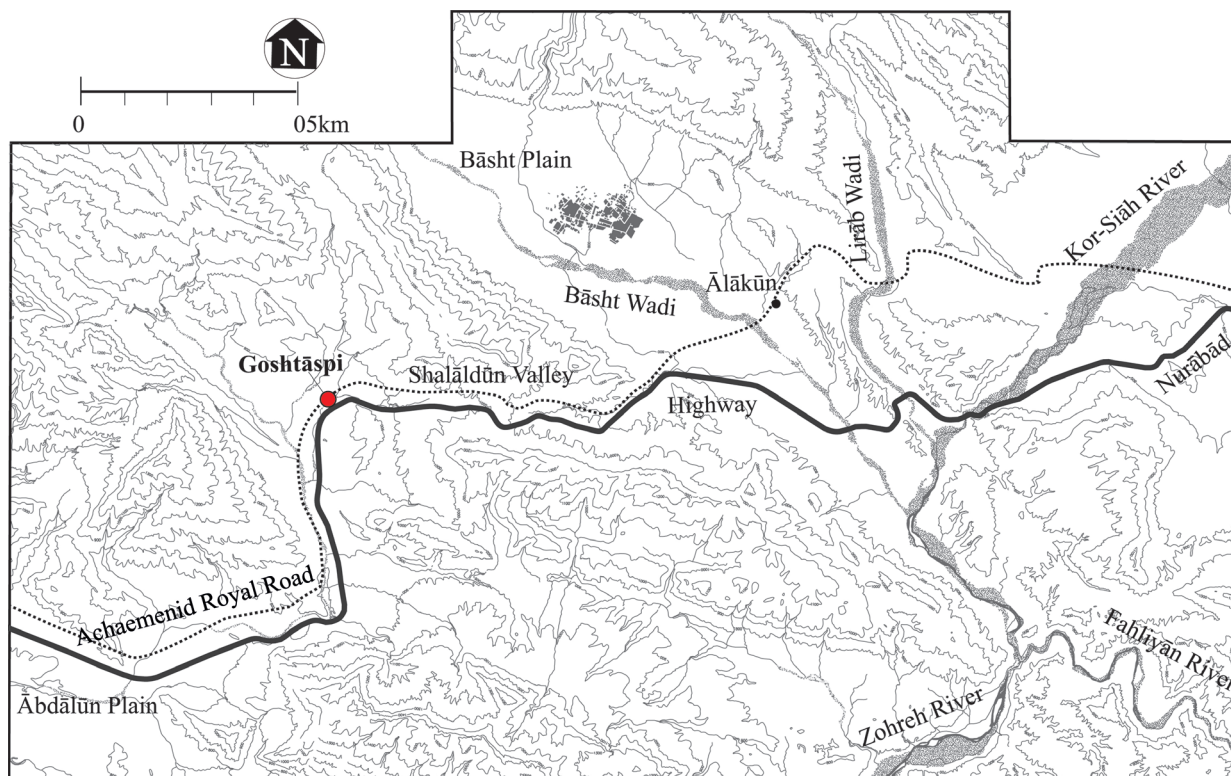 N
0 05km
Bāsht Plain
Lirāb Wadi
Kor-Siāh River
Ālākūn
Bāsht Wadi
Goshtāspi
Shalāldūn Valley
Nurābād
Highway
Achaemenid Royal Road
Fahliyān River
Ābdālūn Plain
Zohreh River